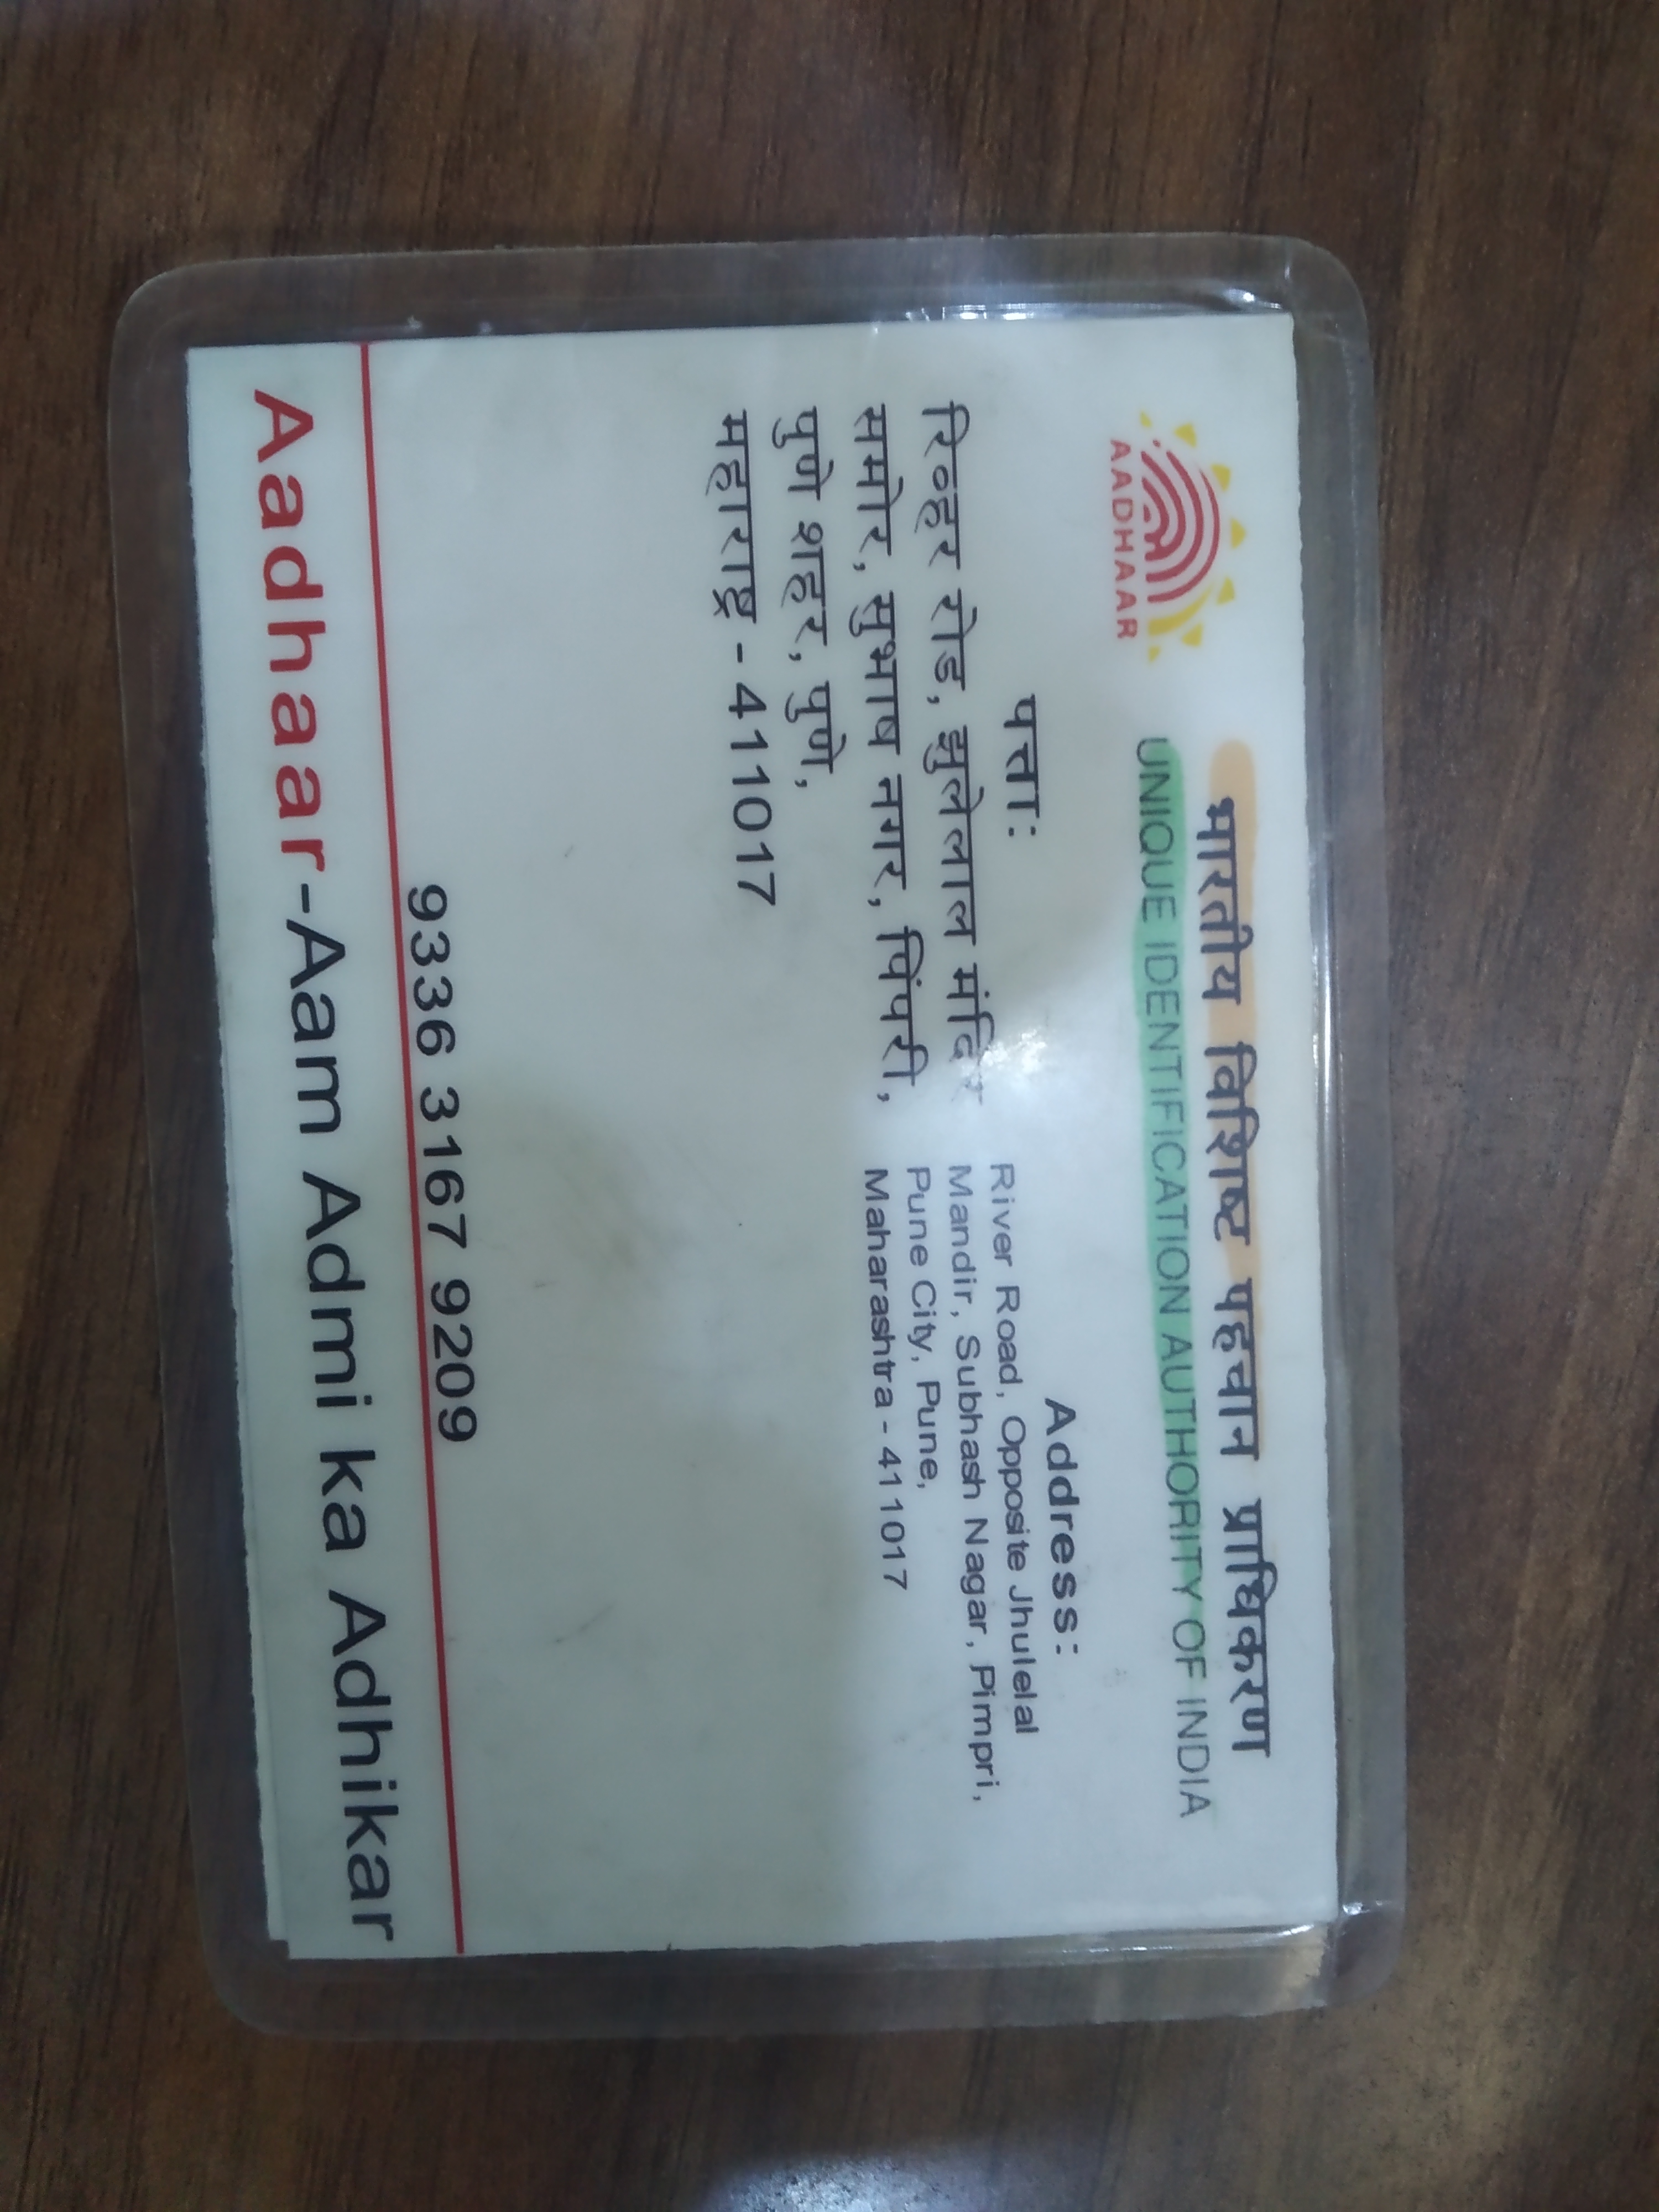 भारतीय विशिष्ट पहचान प्राधिकरण
UNIQUE IDENTIFICATION AUTHORITY OF INDIA
AADHAAR
पत्ता:
रिव्हर रोड, झुलेलाल मंदिर
समोर, सुभाष नगर, पिंपरी,
पुणे शहर, पुणे,
महाराष्ट्र - 411017
Address:
River Road, Opposite Jhulelal
Mandir, Subhash Nagar, Pimpri,
Pune City, Pune,
Maharashtra - 411017
9336 3167 9209
Aadhaar-Aam Admi ka Adhikar